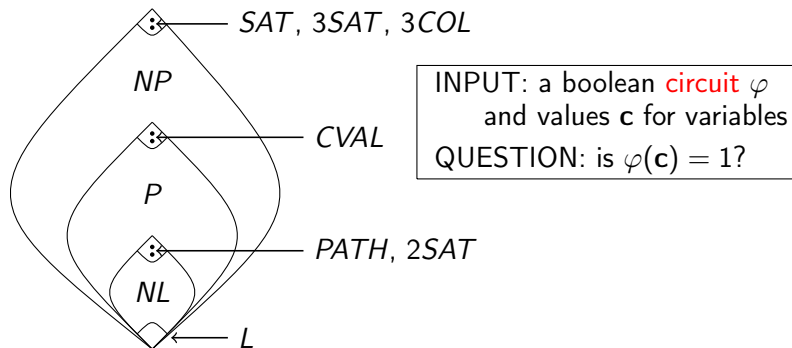 SAT, 3SAT, 3COL
NP
INPUT: a boolean circuit φ
and values c for variables
QUESTION: is φ(c) = 1?
CVAL
P
PATH, 2SAT
NL
L